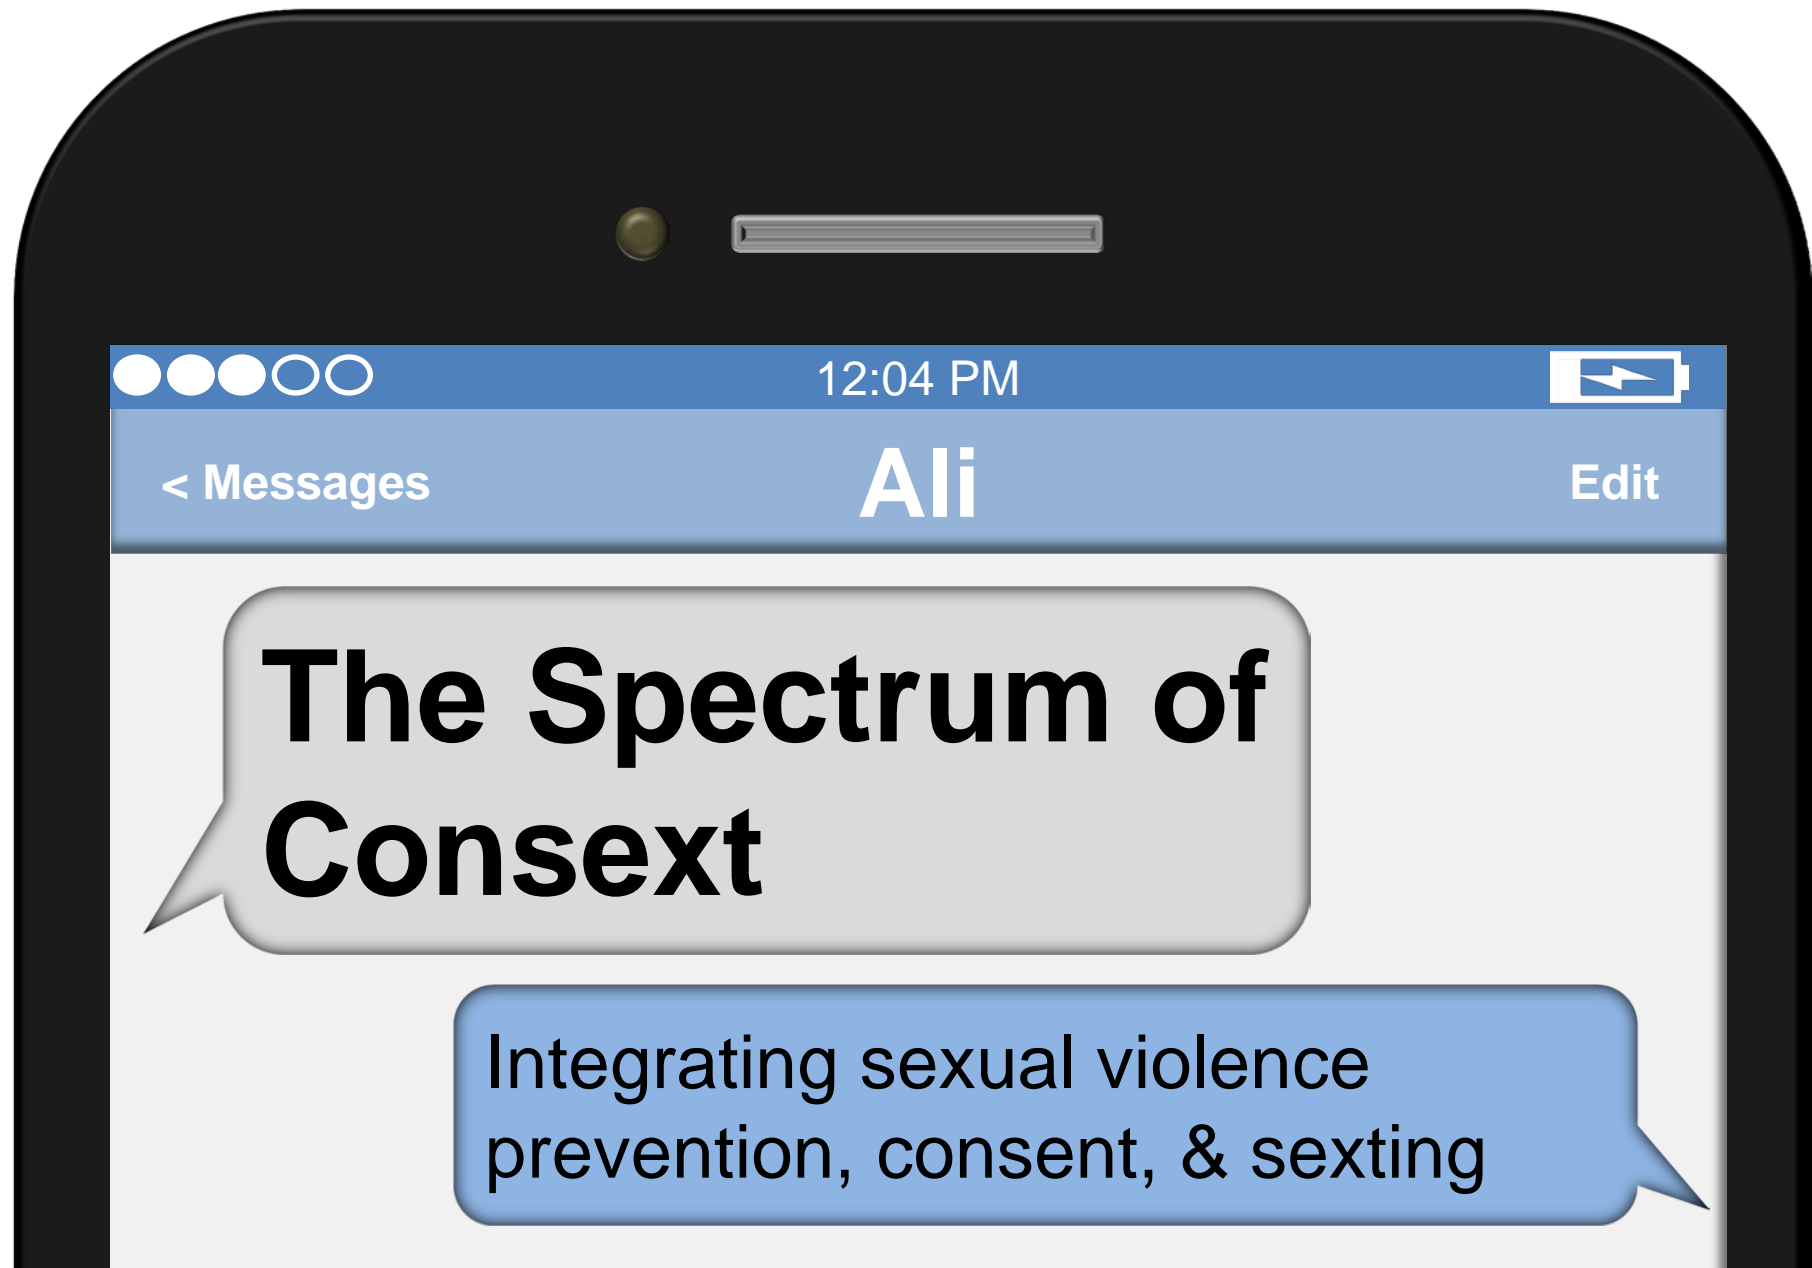 12:04 PM
< Messages
Ali
Edit
The Spectrum of
Consext
Integrating sexual violence
prevention, consent, & sexting